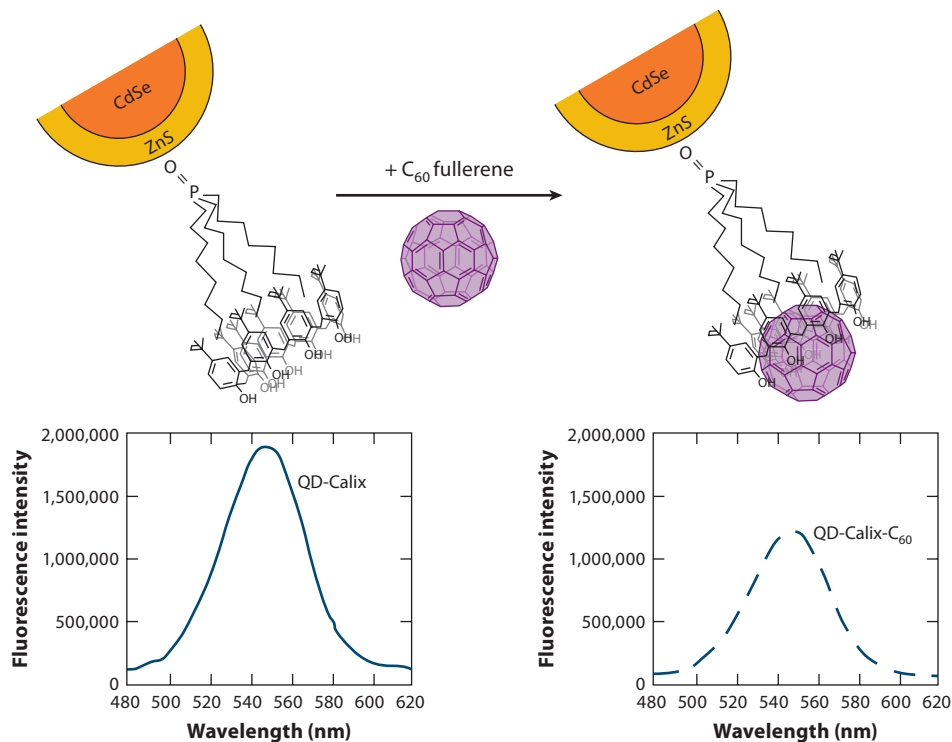 CdSe
ZnS
O
P
+ C60 fullerene
CdSe
ZnS
O
P
OH
OH
OH
OH
OH
OH
OH
OH
OH
OH
OH
OH
OH
OH
2,000,000
1,500,000
1,000,000
500,000
0
480 500 520 540 560 580 600 620
Fluorescence intensity
Wavelength (nm)
QD-Calix
2,000,000
1,500,000
1,000,000
500,000
0
480 500 520 540 560 580 600 620
Fluorescence intensity
Wavelength (nm)
QD-Calix-C60